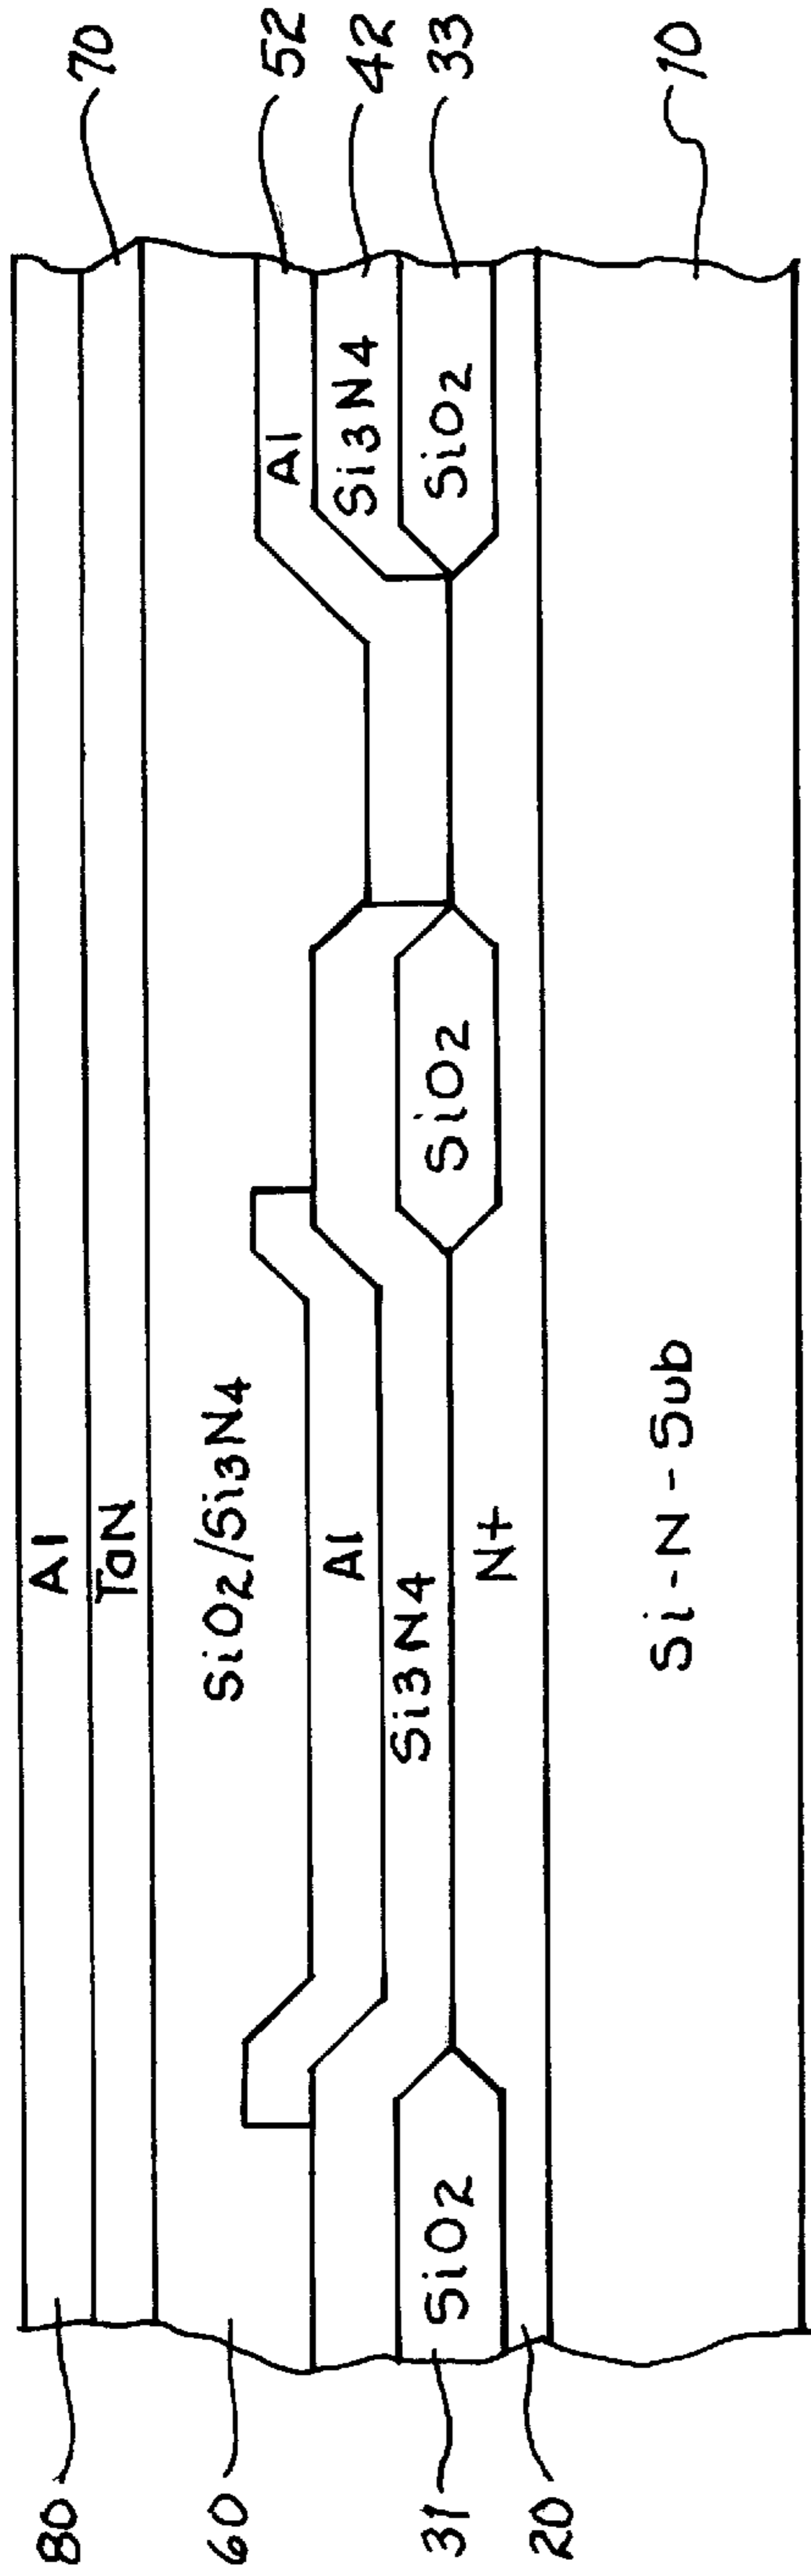 80
Al
70
TaN
60
SiO2/Si3N4
Al
52
Al
Si3N4
42
Si3N4
31
SiO2
SiO2
SiO2
33
20
N+
Si-N-Sub
10